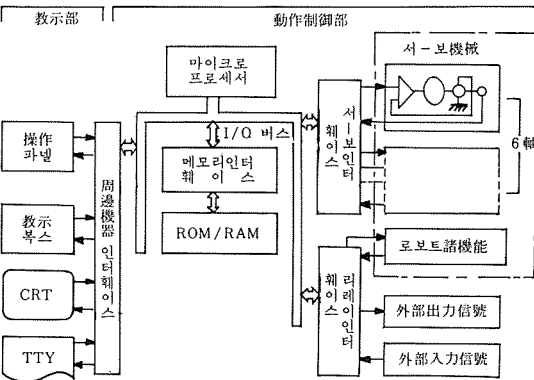 教示部
動作制御部
마이크로
프로세서
서ー보機械
6軸
操作
파넬
敎示
복스
CRT
TTY
周邊機器 인터훼이스
I/O 버스
메모리인터
훼이스
ROM/RAM
서ー보인터
훼이스
로보트諸機能
리레이인터
훼이스
外部出力信號
外部入力信號